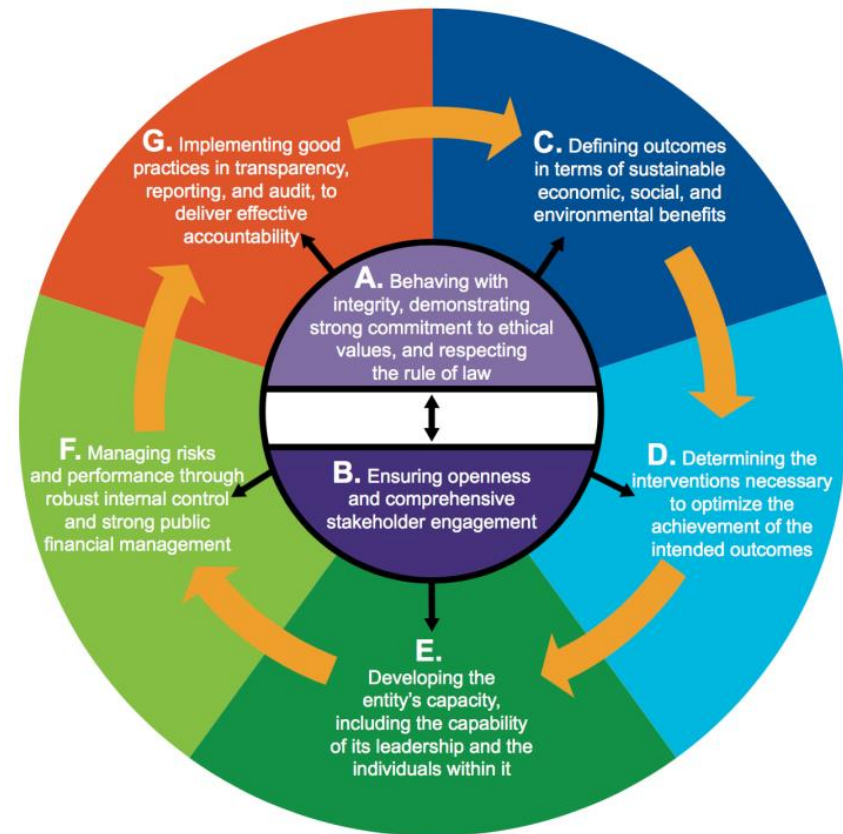 A. Behaving with
integrity, demonstrating
strong commitment to ethical
values, and respecting
the rule of law
B. Ensuring openness
and comprehensive
stakeholder engagement
C. Defining outcomes
in terms of sustainable
economic, social, and
environmental benefits
D. Determining the
interventions necessary
to optimize the
achievement of the
intended outcomes
E.
Developing the
entity's capacity,
including the capability
of its leadership and the
individuals within it
F. Managing risks
and performance through
robust internal control
and strong public
financial management
G. Implementing good
practices in transparency,
reporting, and audit, to
deliver effective
accountability